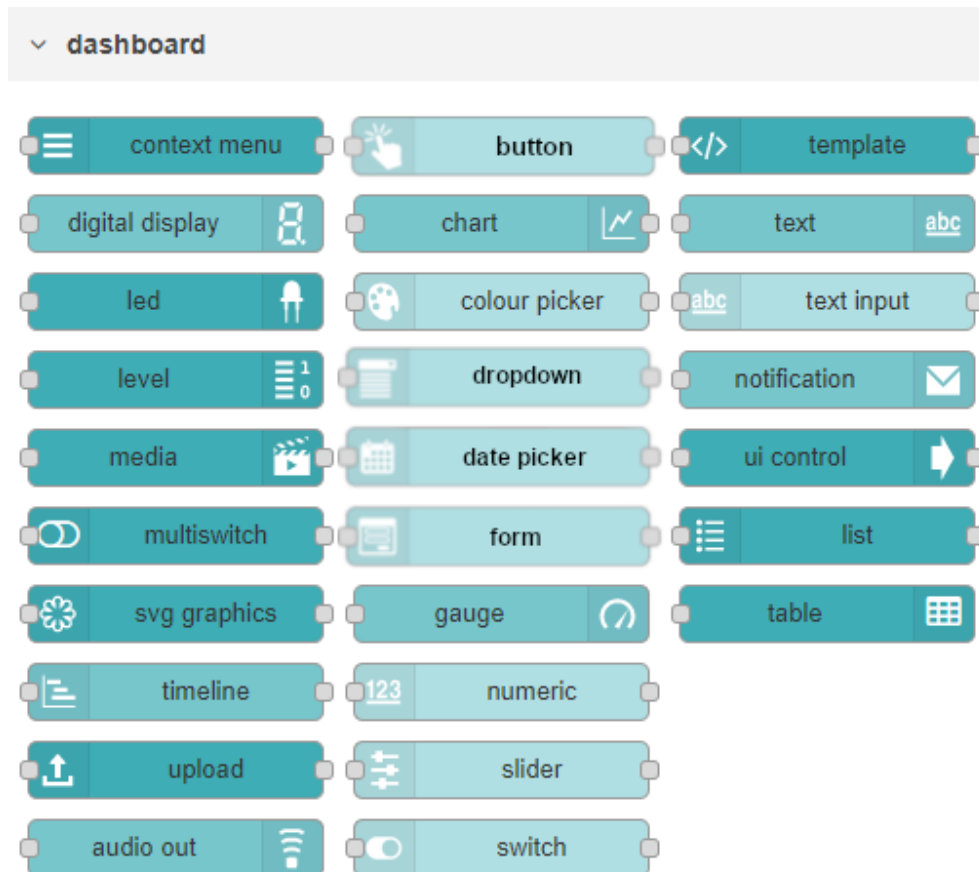 dashboard
context menu
button
</> template
digital display
chart
text abc
led
colour picker
abc text input
level 1 0
dropdown
notification
media
date picker
ui control
multiswitch
form
list
svg graphics
gauge
table
timeline
123 numeric
upload
slider
audio out
switch